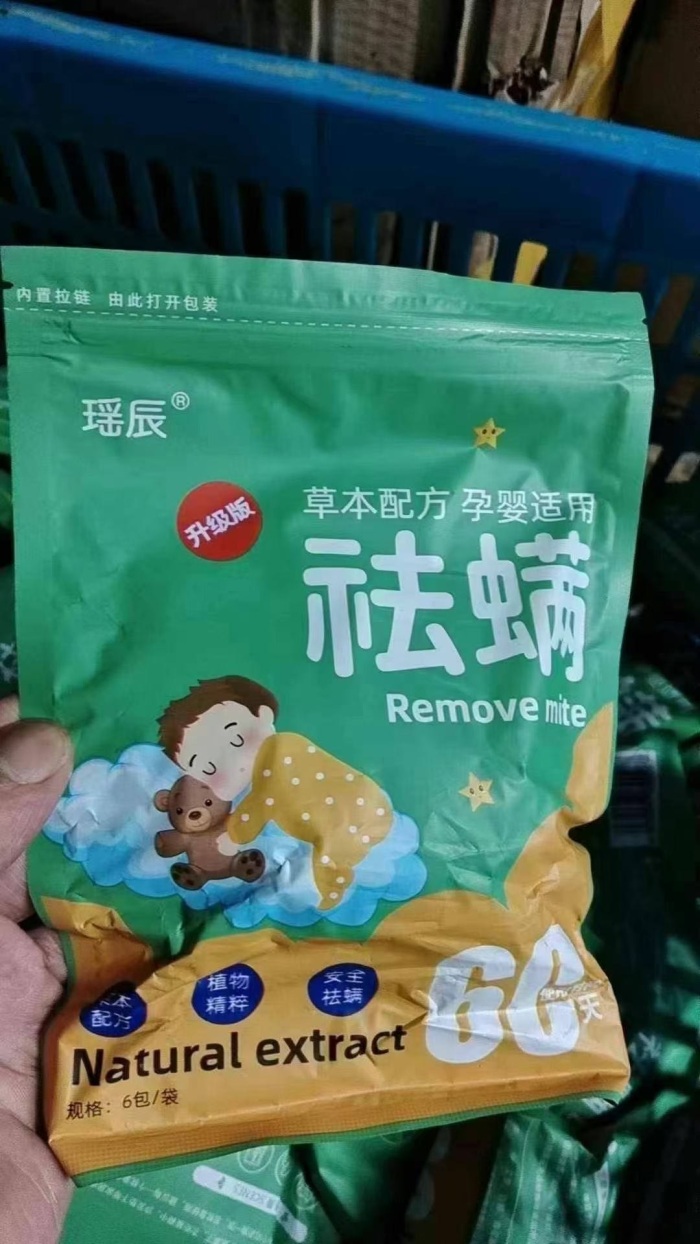 内置拉链 由此打开包装
瑶辰®
升级版
草本配方 孕婴适用
祛螨
Remove mite
草本
配方
植物
精粹
安全
祛螨
60
天
Natural extract
规格：6包/袋